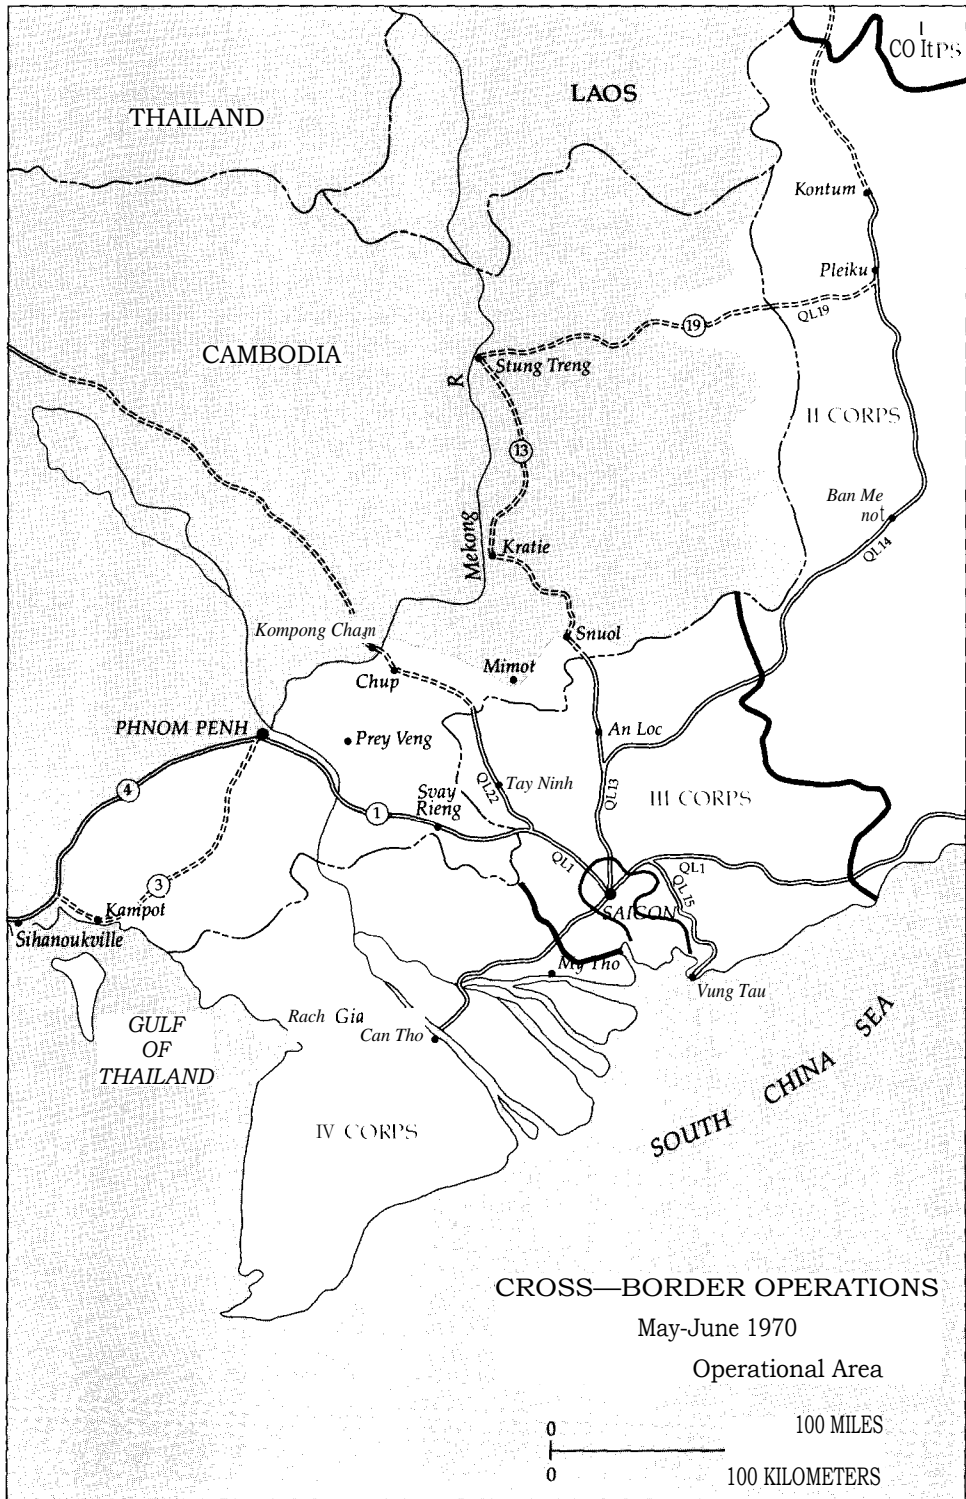 I
CO ItPS
LAOS
THAILAND
Kontum
Pleiku
QL19
19
CAMBODIA
Stung Treng
R
II CORPS
13
Ban Me
not
Mekong
QL14
Kratie
Kompong Cham
Snuol
Chup
Mimot
PHNOM PENH
Prey Veng
An Loc
4
Svay
Rieng
QL22
Tay Ninh
QL13
III CORPS
1
QL1
QL1
QL15
3
Kampot
SAIGON
Sihanoukville
My Tho
Vung Tau
Rach Gia
Can Tho
GULF
OF
THAILAND
SOUTH CHINA SEA
IV CORPS
CROSS—BORDER OPERATIONS
May-June 1970
Operational Area
0
100 MILES
0
100 KILOMETERS